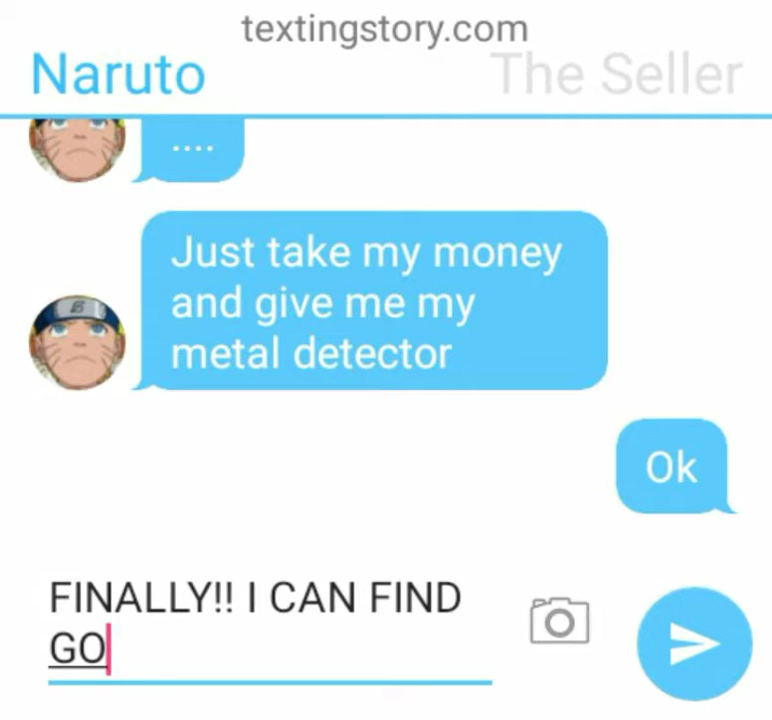 textingstory.com
Naruto The Seller
....
Just take my money
and give me my
metal detector
Ok
FINALLY!! I CAN FIND
GO